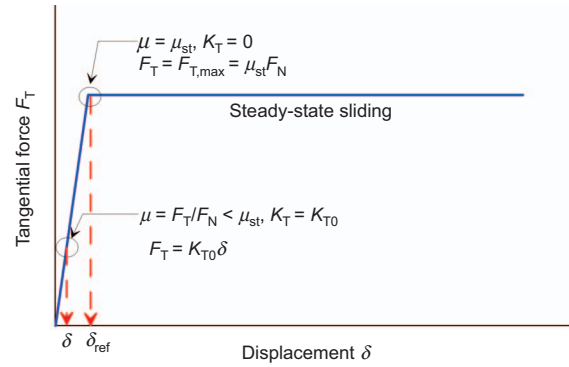 μ = μst, KT = 0
FT = FT,max = μstFN
Steady-state sliding
Tangential force FT
μ = FT/FN < μst, KT = KT0
FT = KT0δ
δ
δref
Displacement δ